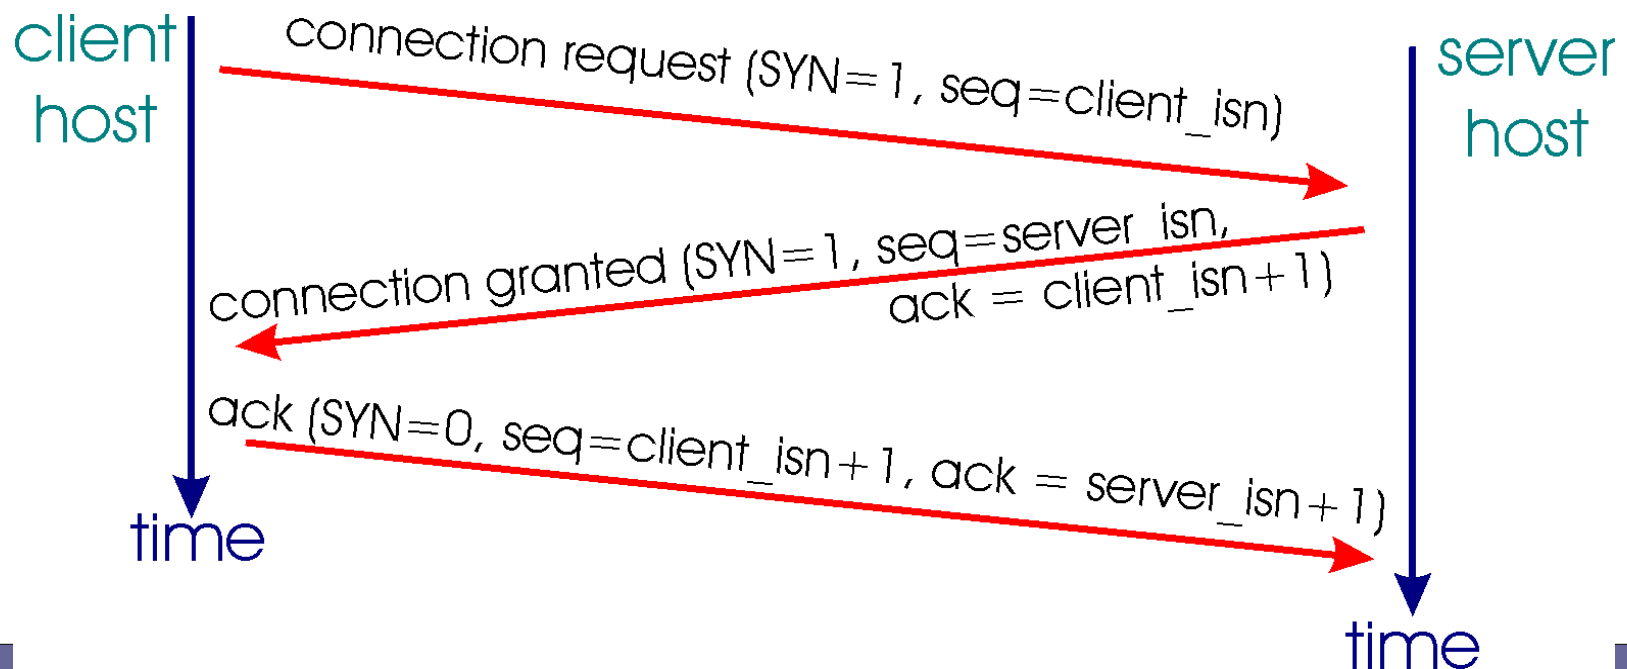 client
host
connection request (SYN=1, seq=client_isn)
server
host
connection granted (SYN=1, seq=server_isn,
ack = client_isn+1)
ack (SYN=0, seq=client_isn+1, ack = server_isn+1)
time
time